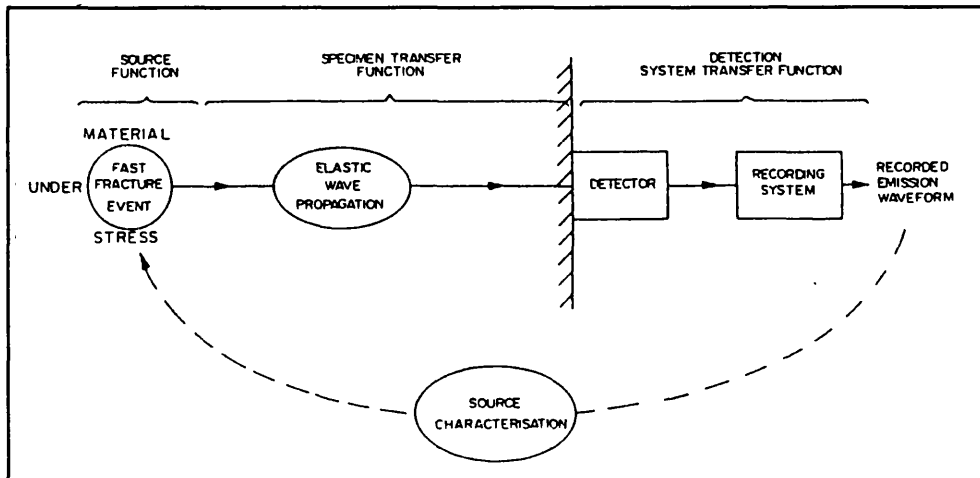 SOURCE
FUNCTION
SPECIMEN TRANSFER
FUNCTION
DETECTION
SYSTEM TRANSFER FUNCTION
MATERIAL
UNDER
FAST
FRACTURE
EVENT
STRESS
ELASTIC
WAVE
PROPAGATION
DETECTOR
RECORDING
SYSTEM
RECORDED
EMISSION
WAVEFORM
SOURCE
CHARACTERISATION